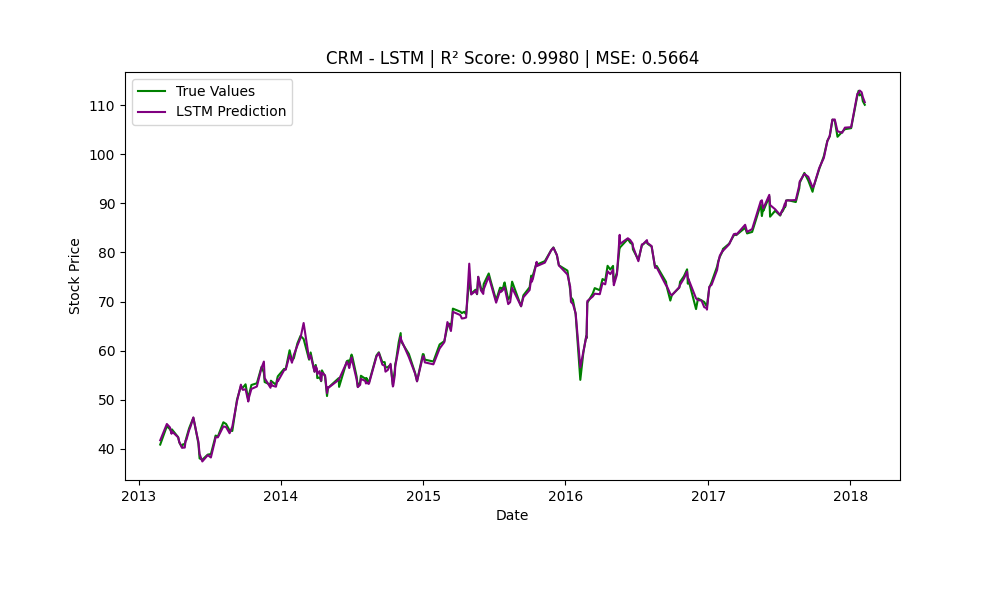 CRM - LSTM | R² Score: 0.9980 | MSE: 0.5664
True Values
LSTM Prediction
110
100
90
80
70
60
50
40
Stock Price
2013 2014 2015 2016 2017 2018
Date